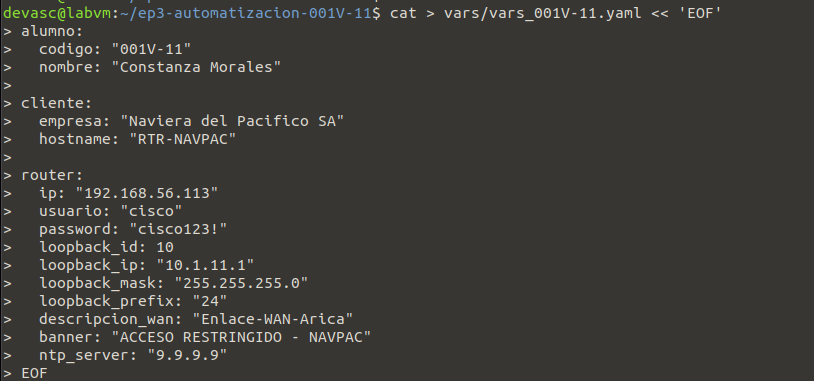 devasc@labvm:~/ep3-automatizacion-001V-11$ cat > vars/vars_001V-11.yaml << 'EOF'
> alumno:
>   codigo: "001V-11"
>   nombre: "Constanza Morales"
>
> cliente:
>   empresa: "Naviera del Pacifico SA"
>   hostname: "RTR-NAVPAC"
>
> router:
>   ip: "192.168.56.113"
>   usuario: "cisco"
>   password: "cisco123!"
>   loopback_id: 10
>   loopback_ip: "10.1.11.1"
>   loopback_mask: "255.255.255.0"
>   loopback_prefix: "24"
>   descripcion_wan: "Enlace-WAN-Arica"
>   banner: "ACCESO RESTRINGIDO - NAVPAC"
>   ntp_server: "9.9.9.9"
> EOF